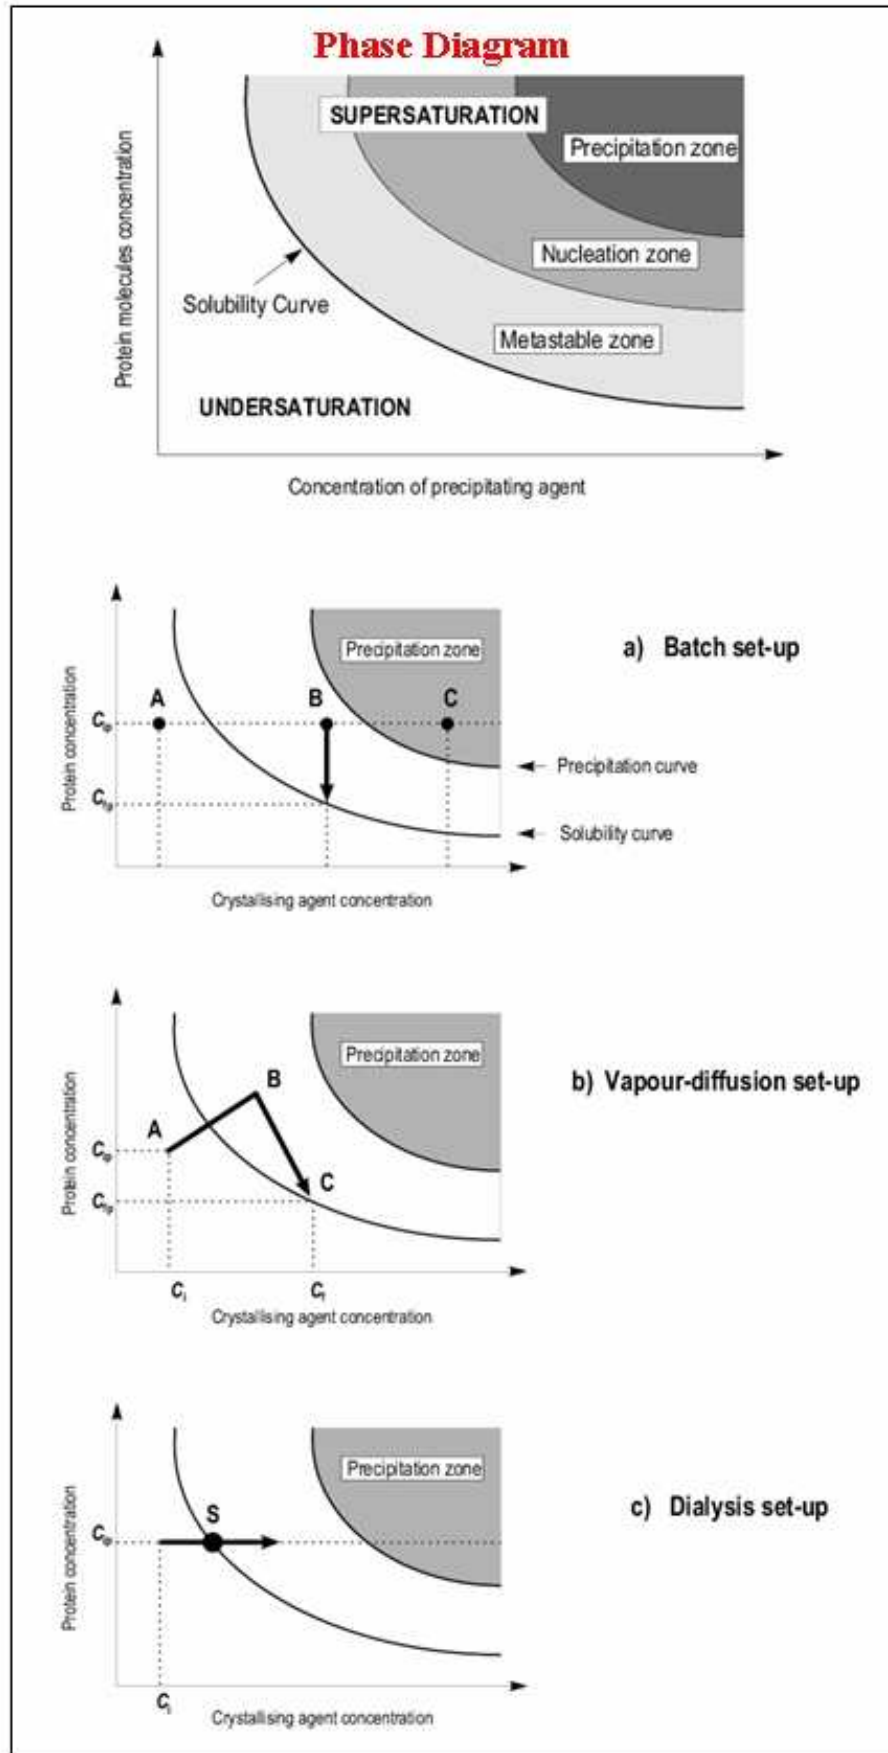 Phase Diagram
SUPERSATURATION
Precipitation zone
Nucleation zone
Solubility Curve
Metastable zone
UNDERSATURATION
Protein molecules concentration
Concentration of precipitating agent
Precipitation zone
a) Batch set-up
A
B
C
Protein concentration
Precipitation curve
Solubility curve
Crystallising agent concentration
Precipitation zone
b) Vapour-diffusion set-up
B
A
C
Protein concentration
Crystallising agent concentration
Precipitation zone
c) Dialysis set-up
S
Protein concentration
Crystallising agent concentration